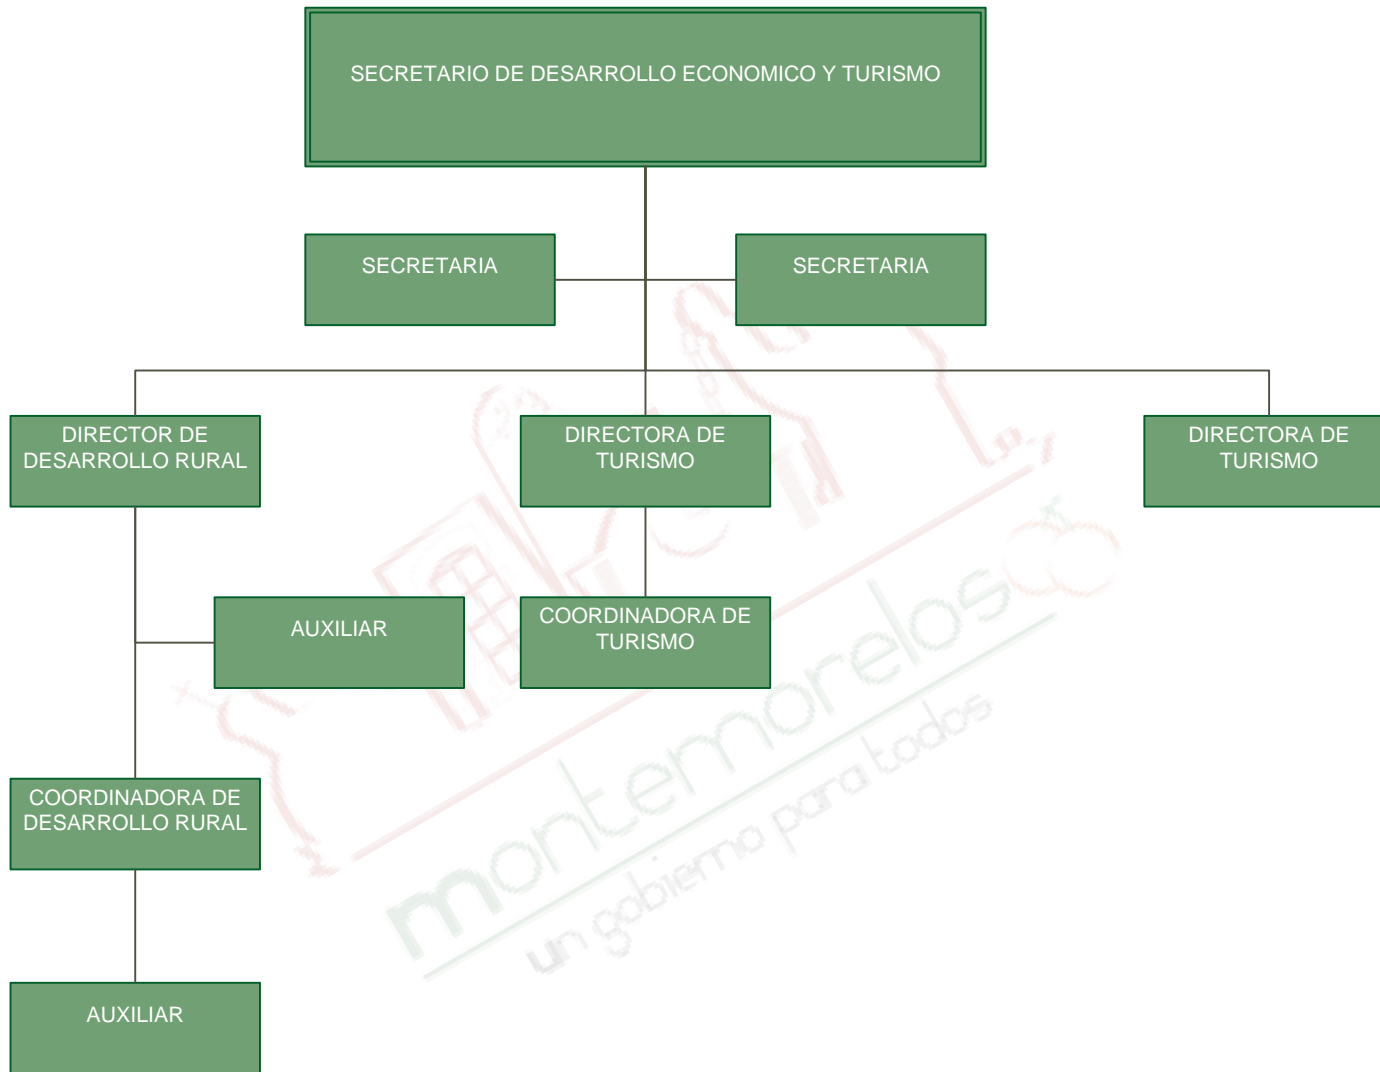 SECRETARIO DE DESARROLLO ECONOMICO Y TURISMO
SECRETARIA
SECRETARIA
DIRECTOR DE
DESARROLLO RURAL
DIRECTORA DE
TURISMO
DIRECTORA DE
TURISMO
AUXILIAR
COORDINADORA DE
TURISMO
COORDINADORA DE
DESARROLLO RURAL
AUXILIAR
montemorelos
un gobierno para todos